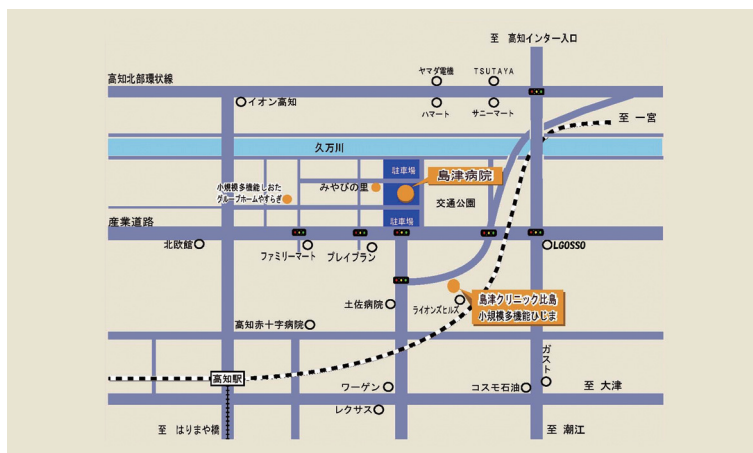 至 高知インター入口
ヤマダ電機
TSUTAYA
高知北部環状線
イオン高知
ハマート
サニーマート
至 一宮
久万川
駐車場
島津病院
小規模多機能しおた
グループホームやすらぎ
みやびの里
交通公園
産業道路
駐車場
北欧館
ファミリーマート
プレイブラン
LGOSSO
土佐病院
ライオンズヒルズ
島津クリニック比島
小規模多機能ひじま
高知赤十字病院
ガスト
高知駅
ワーゲン
コスモ石油
至 大津
レクサス
至 はりまや橋
至 潮江